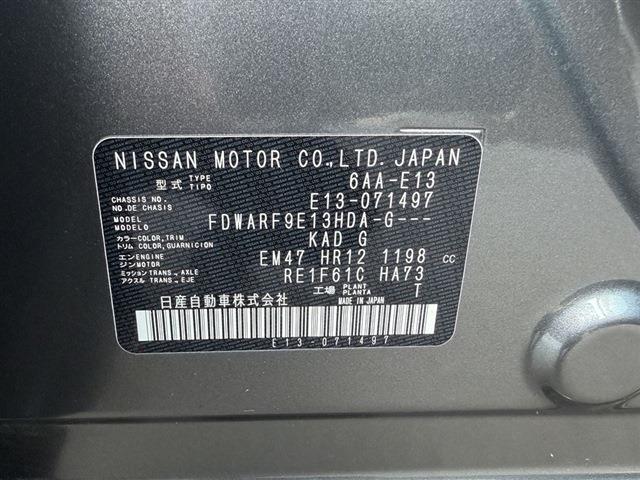 NISSAN MOTOR CO.,LTD. JAPAN
型式 TYPE TIPO 6AA-E13
CHASSIS NO. NO.DE CHASIS E13-071497
MODEL MODELO FDWARF9E13HDA-G---
カラー COLOR,TRIM トリム COLOR,GUARNICION KAD G
エンジン ENGINE MOTOR EM47 HR12 1198 cc
ミッション TRANS.,AXLE アクスル TRANS.,EJE RE1F61C HA73
工場 PLANT PLANTA T
日産自動車株式会社 MADE IN JAPAN
E13-071497